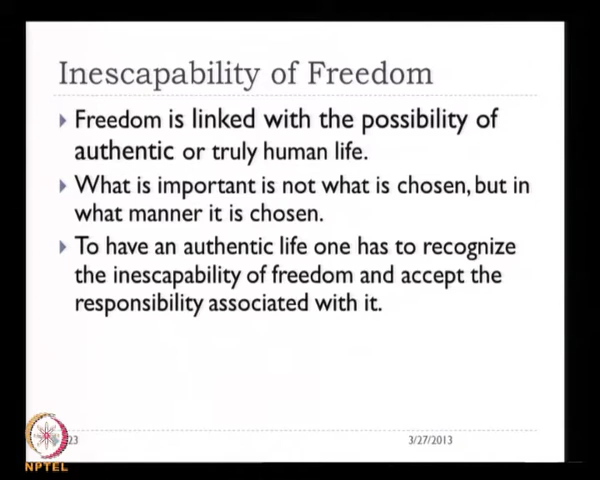 Inescapability of Freedom
Freedom is linked with the possibility of
authentic or truly human life.
What is important is not what is chosen, but in
what manner it is chosen.
To have an authentic life one has to recognize
the inescapability of freedom and accept the
responsibility associated with it.
23
3/27/2013
NPTEL